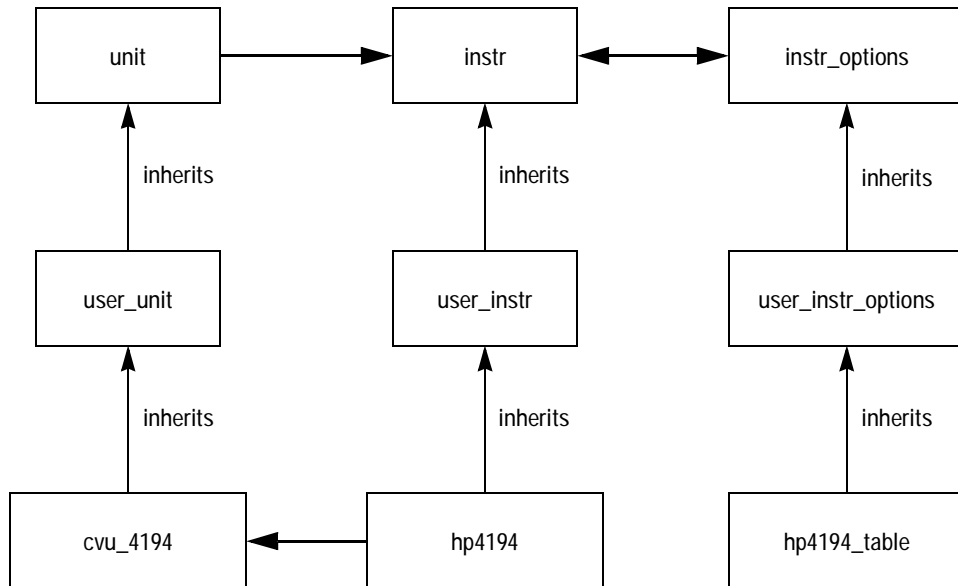 unit instr instr_options
inherits inherits inherits
user_unit user_instr user_instr_options
inherits inherits inherits
cvu_4194 hp4194 hp4194_table